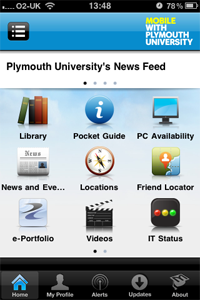 O2-UK 13:48 78%
MOBILE
WITH
PLYMOUTH
UNIVERSITY
Plymouth University's News Feed
Library Pocket Guide PC Availability
News
News and Eve... Locations Friend Locator
e-Portfolio Videos IT Status
Home My Profile Alerts Updates About